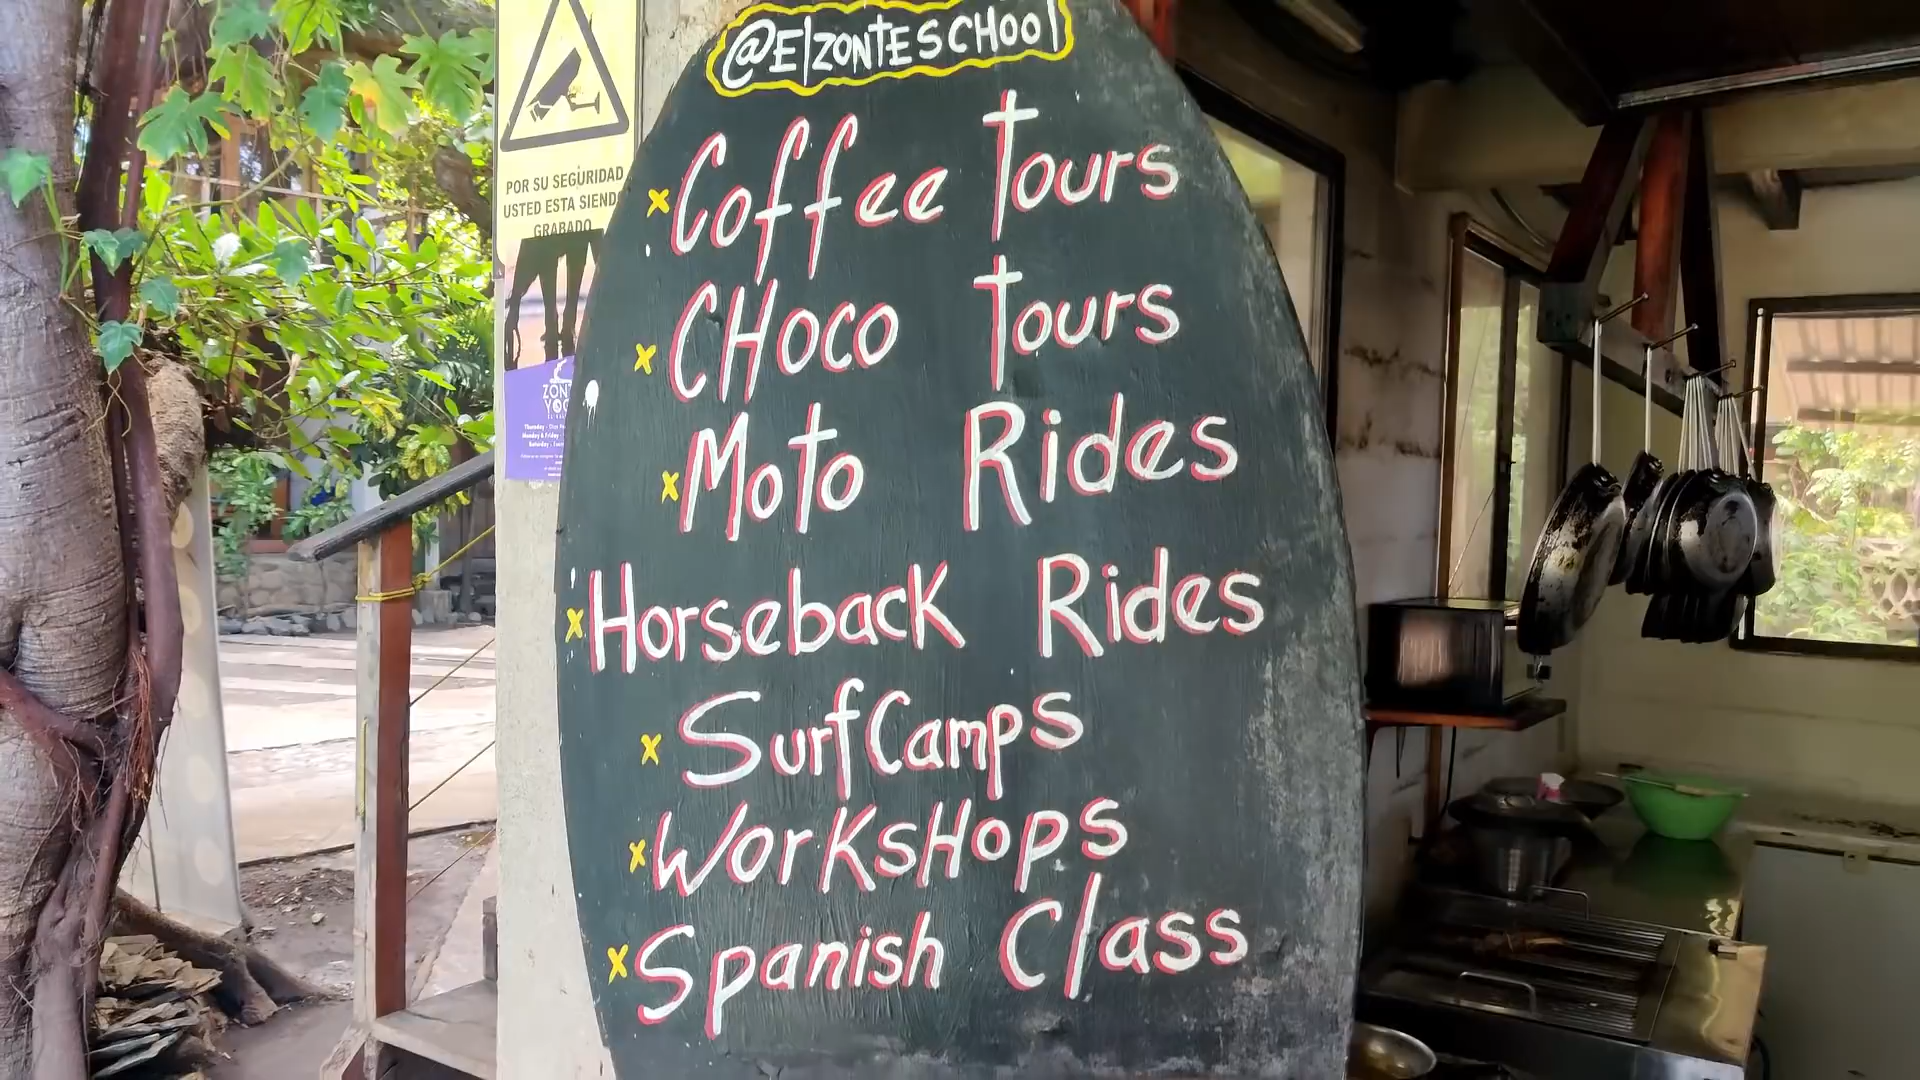 @ElZONTESCHOOl
x Coffee Tours
x CHOCO Tours
x Moto Rides
x Horseback Rides
x SurfCamps
x WorKsHops
x Spanish Class
POR SU SEGURIDAD
USTED ESTA SIENDO
GRABADO